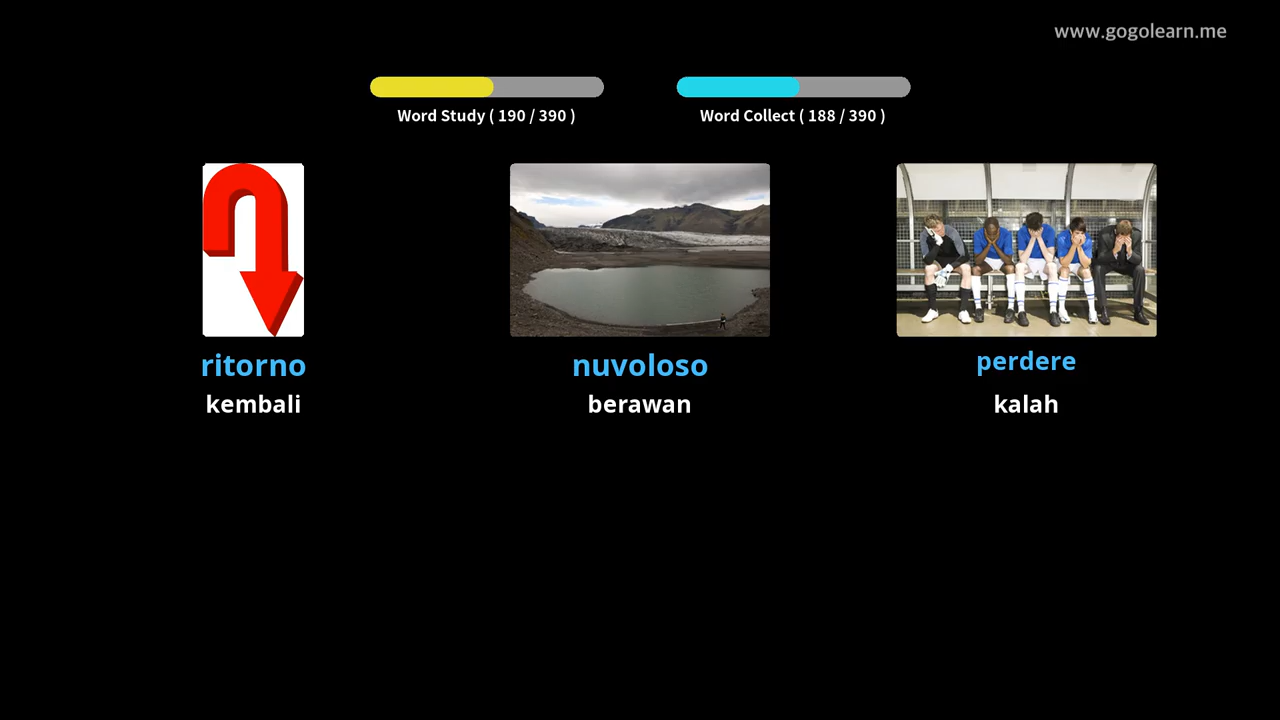 www.gogolearn.me
Word Study ( 190 / 390 )
Word Collect ( 188 / 390 )
ritorno
kembali
nuvoloso
berawan
perdere
kalah